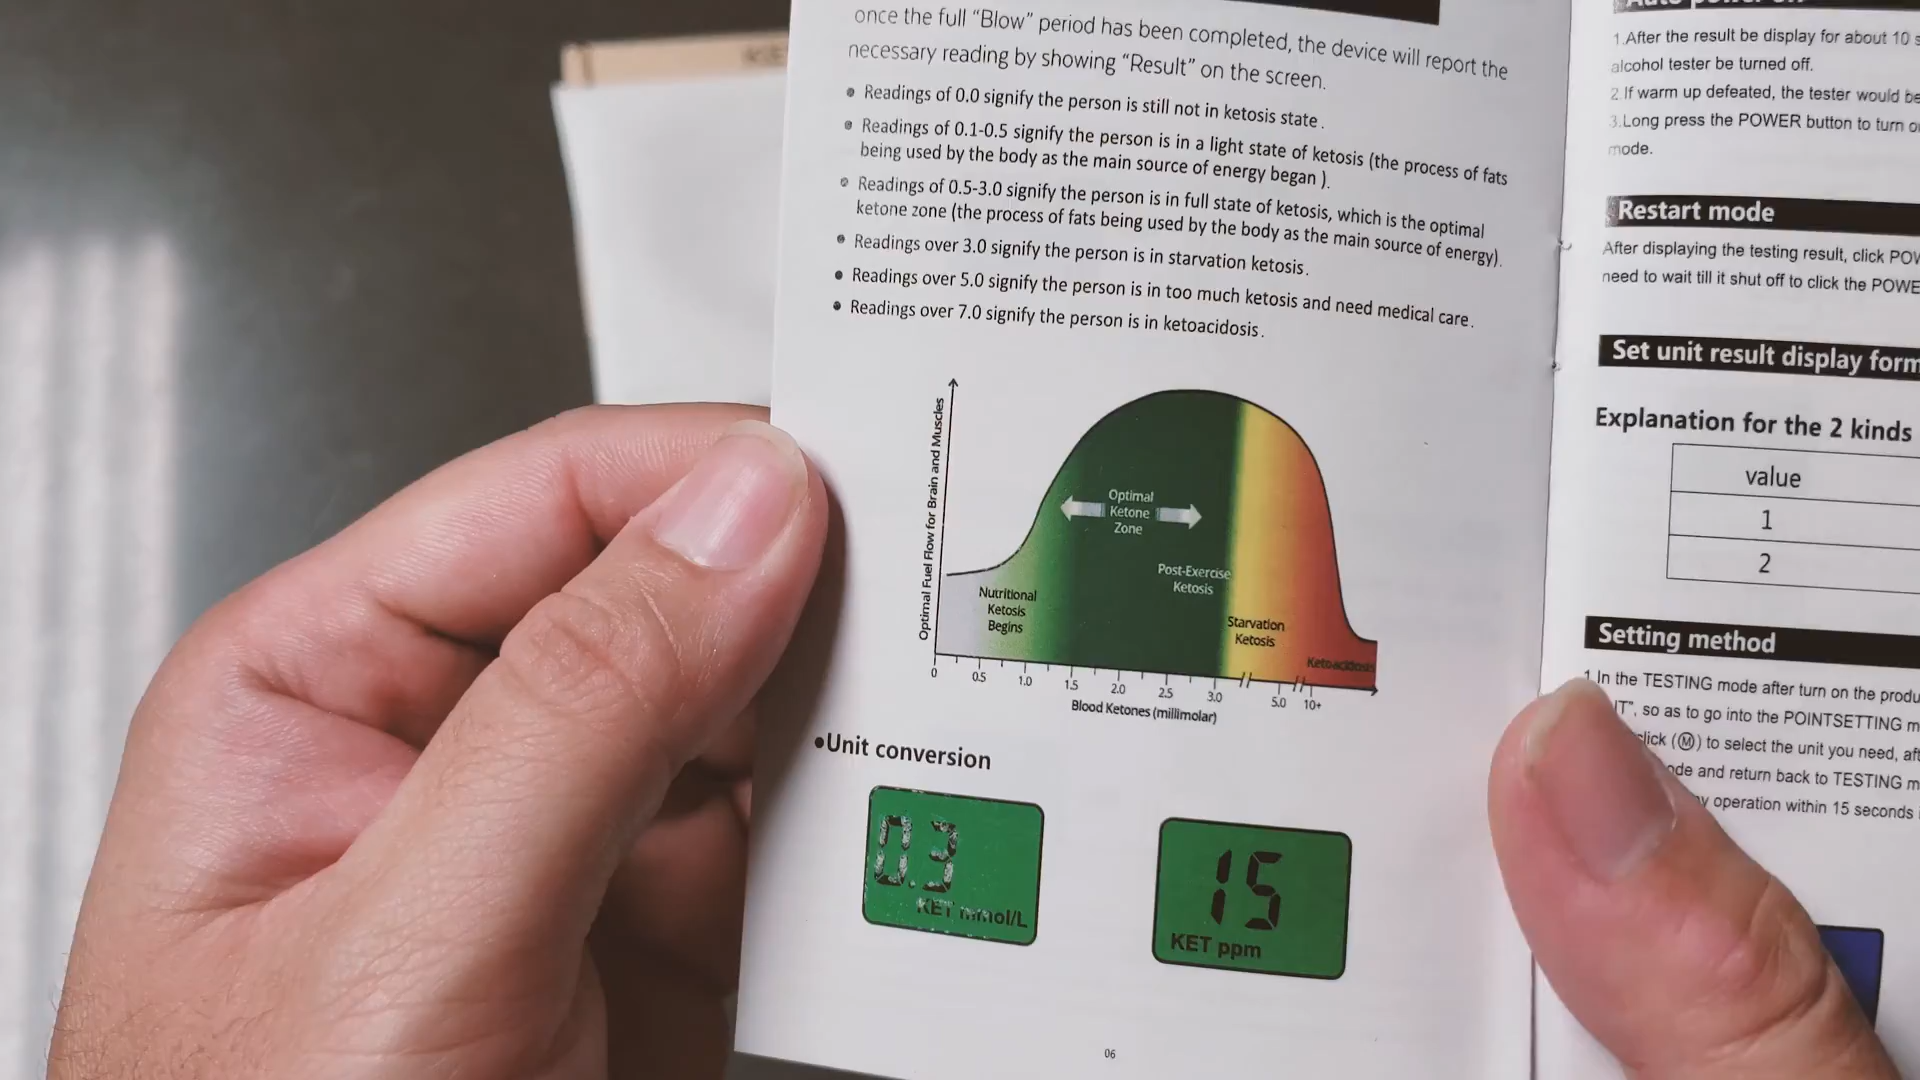 once the full “Blow” period has been completed, the device will report the
necessary reading by showing “Result” on the screen.
• Readings of 0.0 signify the person is still not in ketosis state.
• Readings of 0.1-0.5 signify the person is in a light state of ketosis (the process of fats
being used by the body as the main source of energy began ).
• Readings of 0.5-3.0 signify the person is in full state of ketosis, which is the optimal
ketone zone (the process of fats being used by the body as the main source of energy).
• Readings over 3.0 signify the person is in starvation ketosis.
• Readings over 5.0 signify the person is in too much ketosis and need medical care.
• Readings over 7.0 signify the person is in ketoacidosis.
Optimal Fuel Flow for Brain and Muscles
Optimal
Ketone
Zone
Post-Exercise
Ketosis
Nutritional
Ketosis
Begins
Starvation
Ketosis
Ketoacidosis
0 0.5 1.0 1.5 2.0 2.5 3.0 5.0 10+
Blood Ketones (millimolar)
•Unit conversion
0.3
KET mmol/L
15
KET ppm
06
Auto power off
1.After the result be display for about 10
alcohol tester be turned off.
2.If warm up defeated, the tester would be
3.Long press the POWER button to turn
mode.
Restart mode
After displaying the testing result, click
need to wait till it shut off to click the
Set unit result display
Explanation for the 2 kinds
value
1
2
Setting method
1.In the TESTING mode after turn on the
so as to go into the POINTSETTING
click (M) to select the unit you need,
and return back to TESTING
operation within 15 seconds